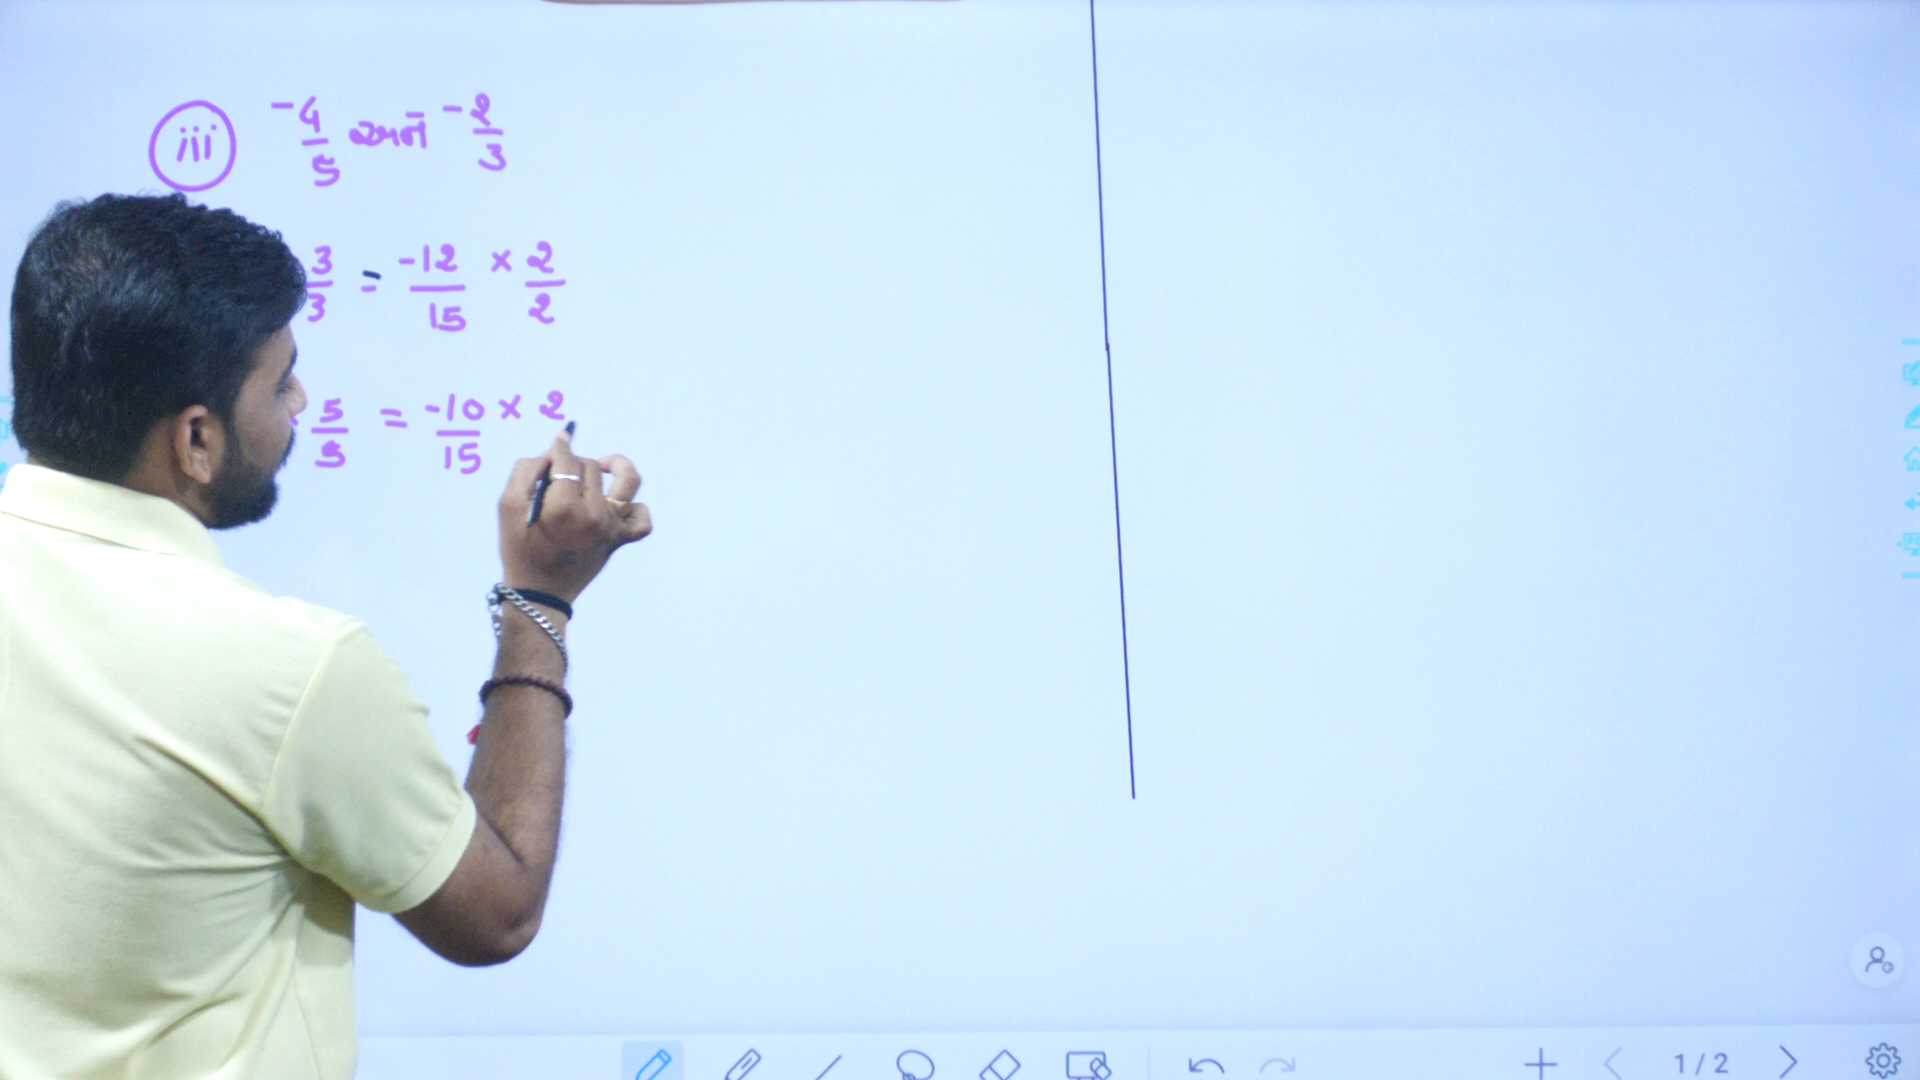 iii -4/5 અને -2/3
3/3 = -12/15 × 2/2
5/5 = -10/15 × 2
1/2